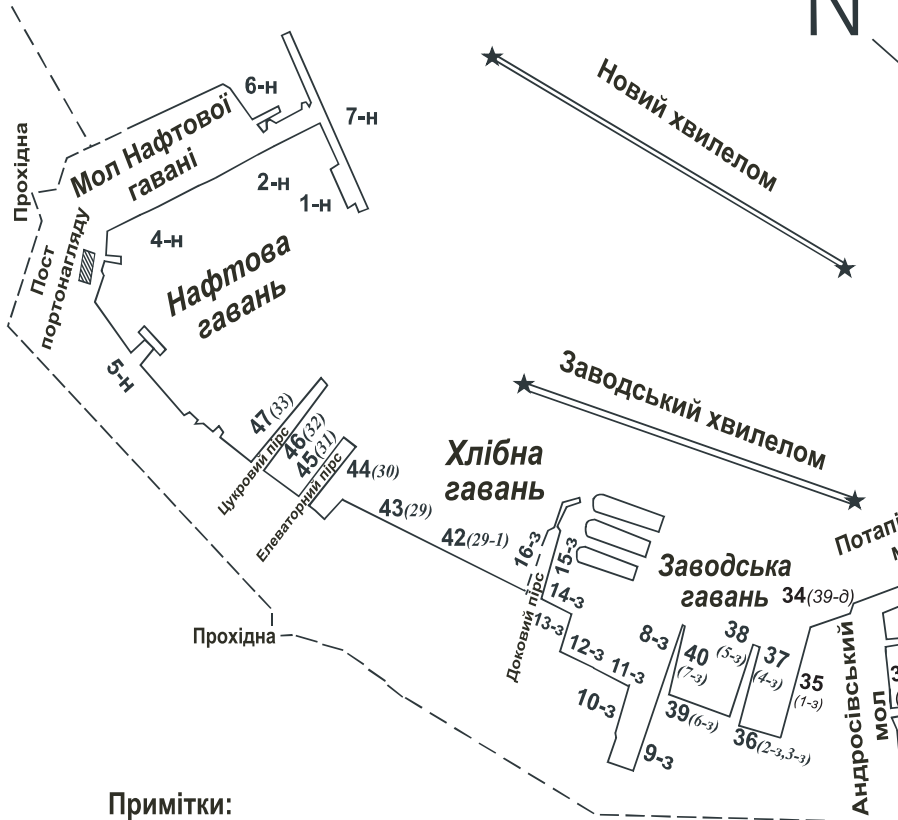 N
Новий хвилелом
6-н
7-н
Мол Нафтової
гавані
2-н
1-н
Прохідна
Пост
портонагляду
4-н
Нафтова
гавань
5-н
Заводський хвилелом
47(33)
Цукровий пірс
46(32)
45(31)
Елеваторний пірс
44(30)
Хлібна
гавань
43(29)
42(29-1)
16-з
15-з
Доковий пірс
14-з
13-з
12-з
11-з
10-з
9-з
8-з
Заводська
гавань
34(39-д)
40
(7-з)
39(6-з)
38
(5-з)
37
(4-з)
36(2-з,3-з)
35
(1-з)
Андросівський
мол
Прохідна
Примітки: